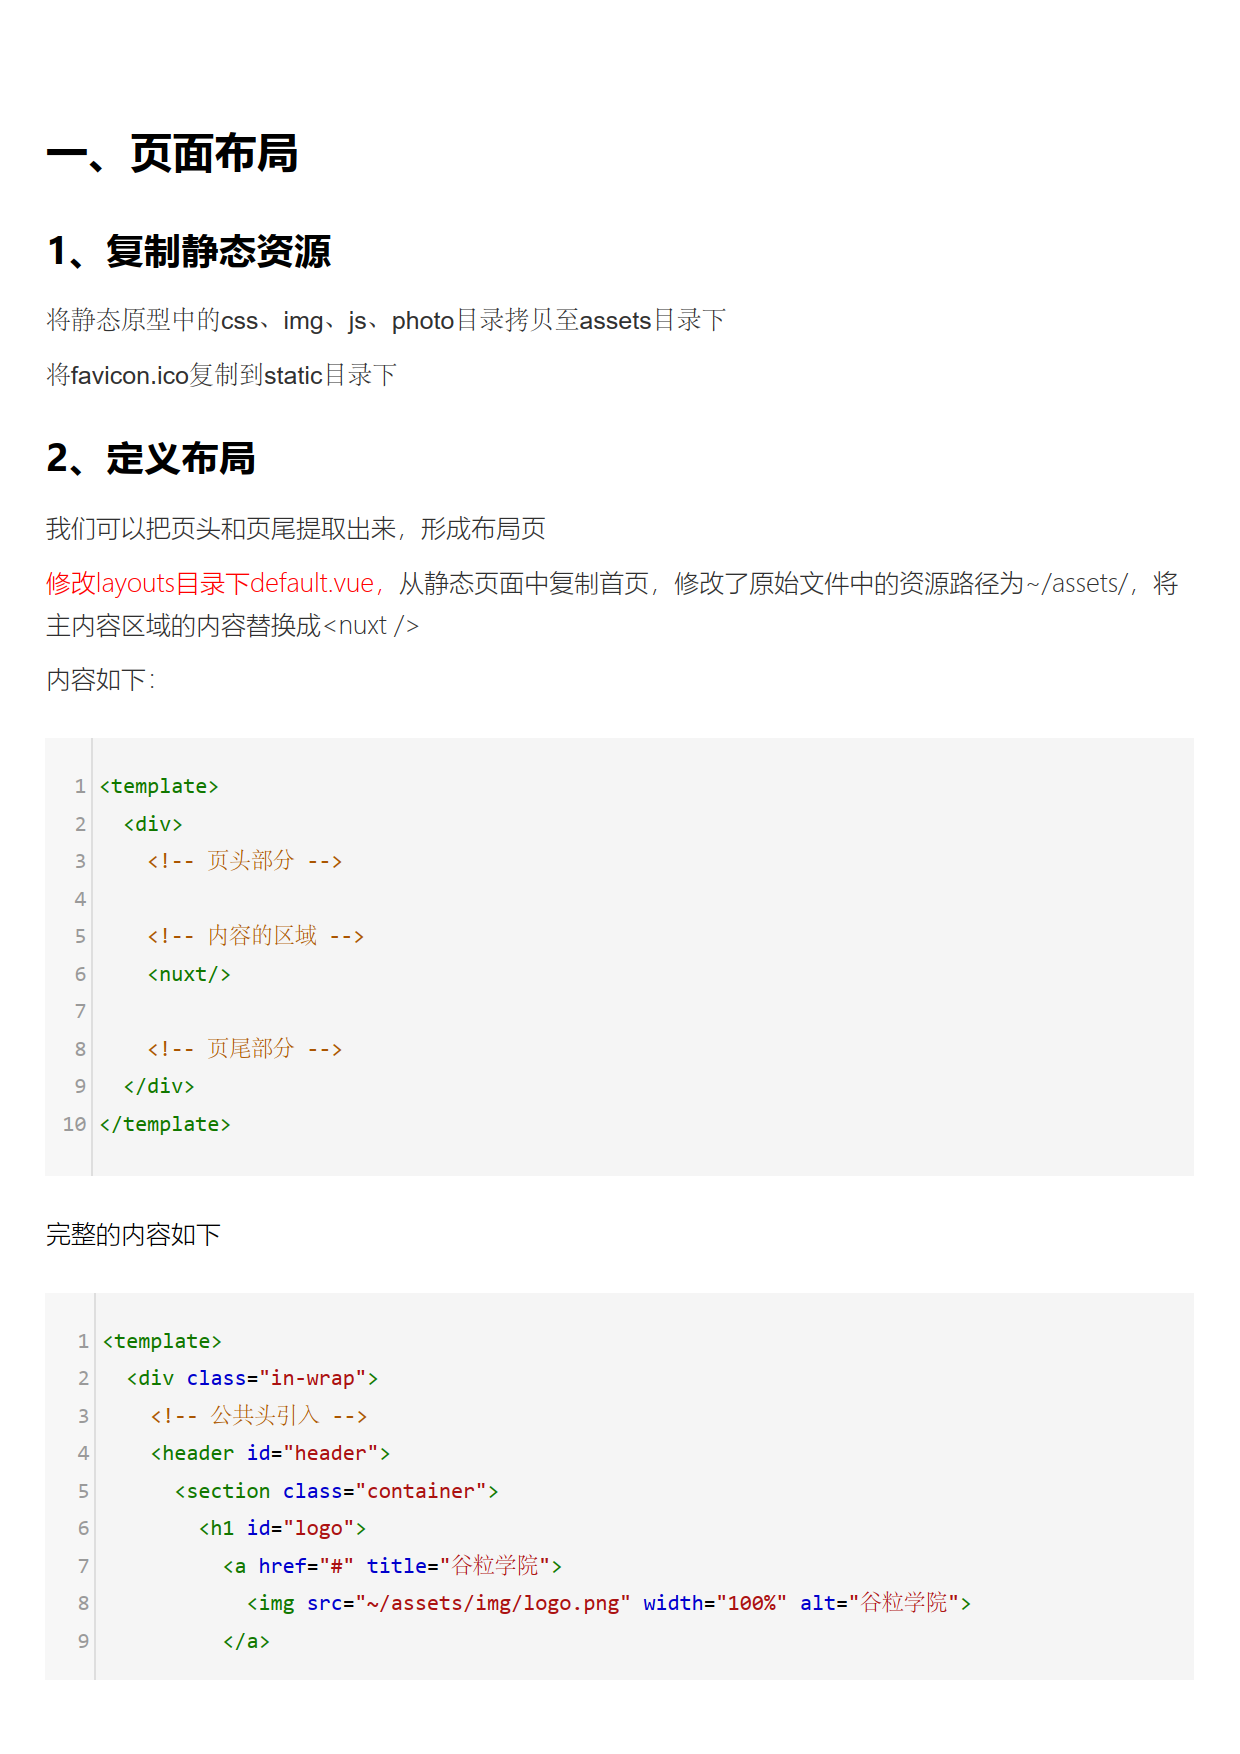 一、页面布局
1、复制静态资源
将静态原型中的css、img、js、photo目录拷贝至assets目录下
将favicon.ico复制到static目录下
2、定义布局
我们可以把页头和页尾提取出来，形成布局页
修改layouts目录下default.vue，从静态页面中复制首页，修改了原始文件中的资源路径为~/assets/，将
主内容区域的内容替换成<nuxt />
内容如下：
1 <template>
2   <div>
3     <!-- 页头部分 -->
4
5     <!-- 内容的区域 -->
6     <nuxt/>
7
8     <!-- 页尾部分 -->
9   </div>
10 </template>
完整的内容如下
1 <template>
2   <div class="in-wrap">
3     <!-- 公共头引入 -->
4     <header id="header">
5       <section class="container">
6         <h1 id="logo">
7           <a href="#" title="谷粒学院">
8             <img src="~/assets/img/logo.png" width="100%" alt="谷粒学院">
9           </a>